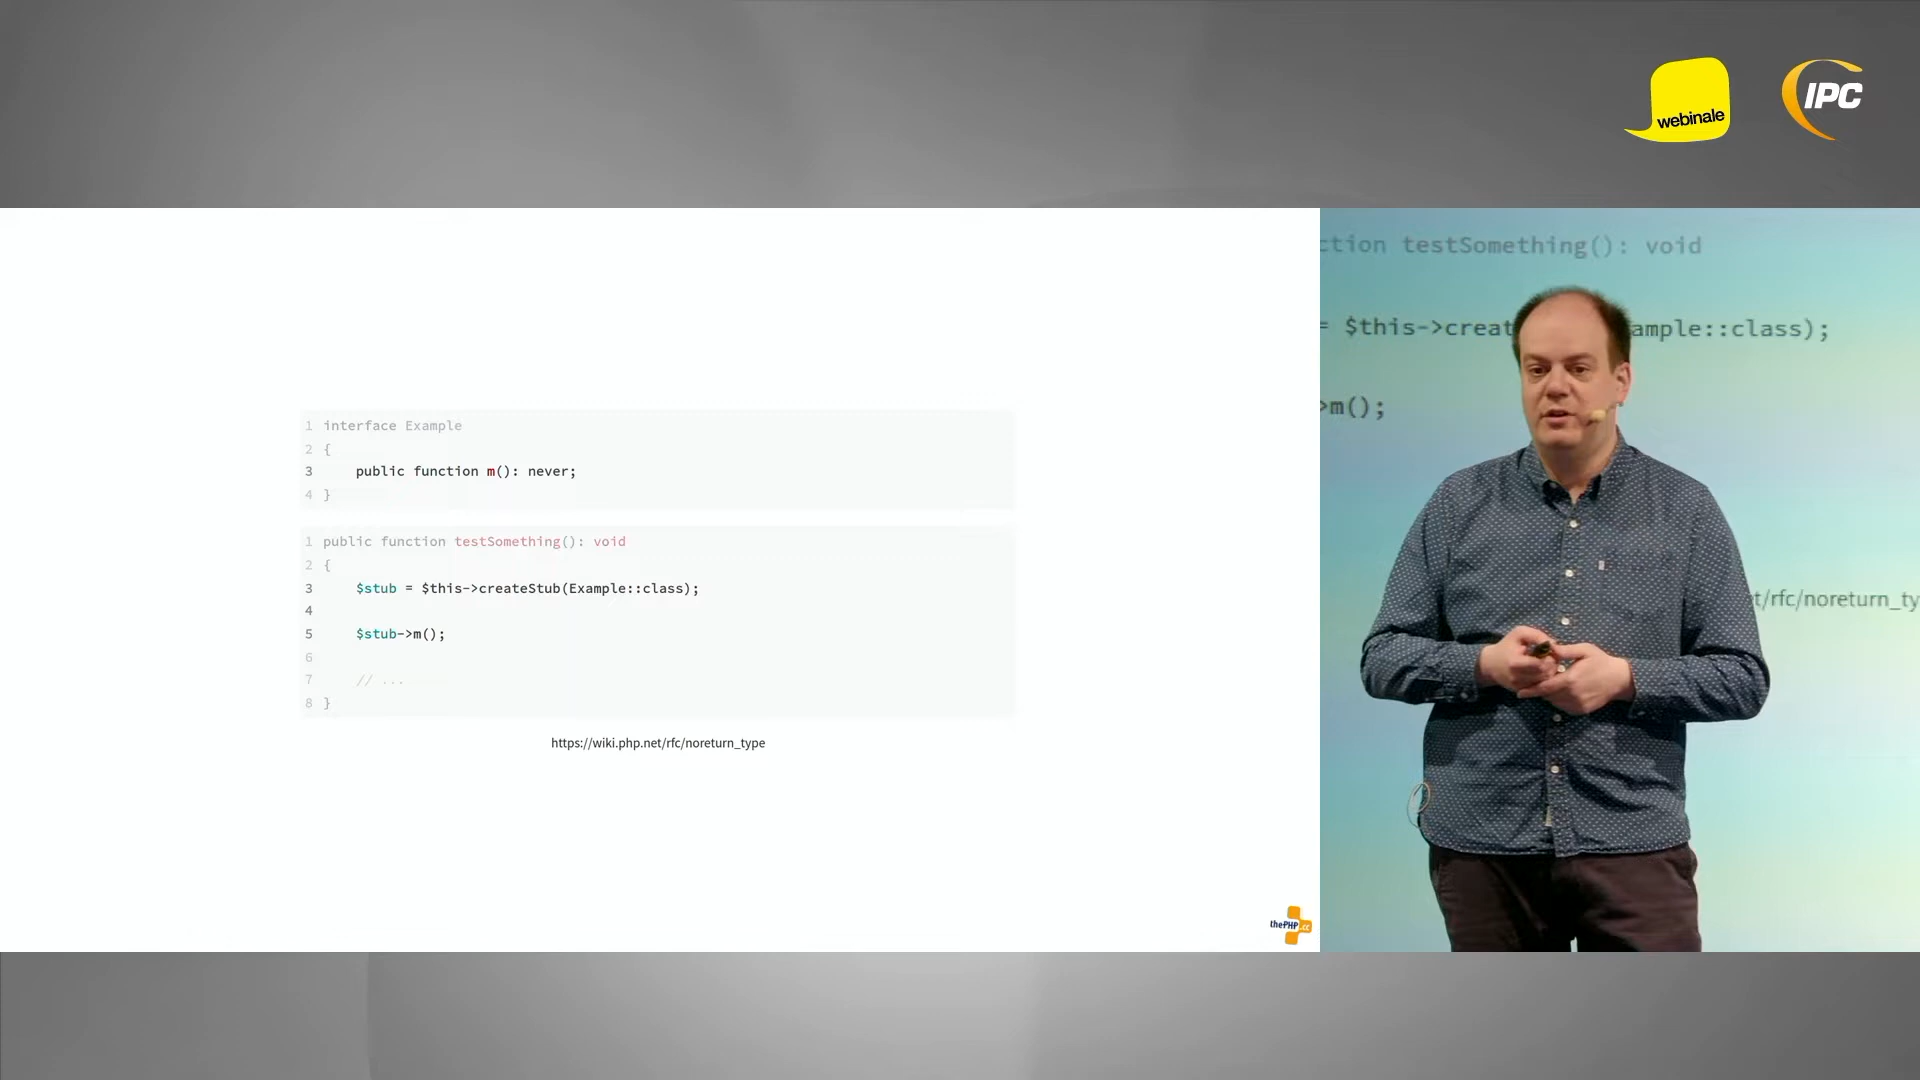 webinale
IPC
1 interface Example
2 {
3     public function m(): never;
4 }
1 public function testSomething(): void
2 {
3     $stub = $this->createStub(Example::class);
4
5     $stub->m();
6
7     // ...
8 }
https://wiki.php.net/rfc/noreturn_type
thePHP.cc
ction testSomething(): void
= $this->creat ample::class);
>m();
t/rfc/noreturn_ty